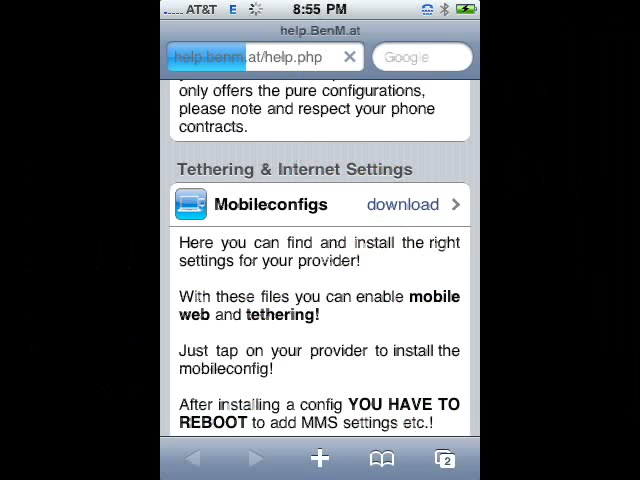 AT&T E 8:55 PM
help.BenM.at
help.benm.at/help.php Google
only offers the pure configurations,
please note and respect your phone
contracts.
Tethering & Internet Settings
Mobileconfigs download
Here you can find and install the right
settings for your provider!
With these files you can enable mobile
web and tethering!
Just tap on your provider to install the
mobileconfig!
After installing a config YOU HAVE TO
REBOOT to add MMS settings etc.!
2